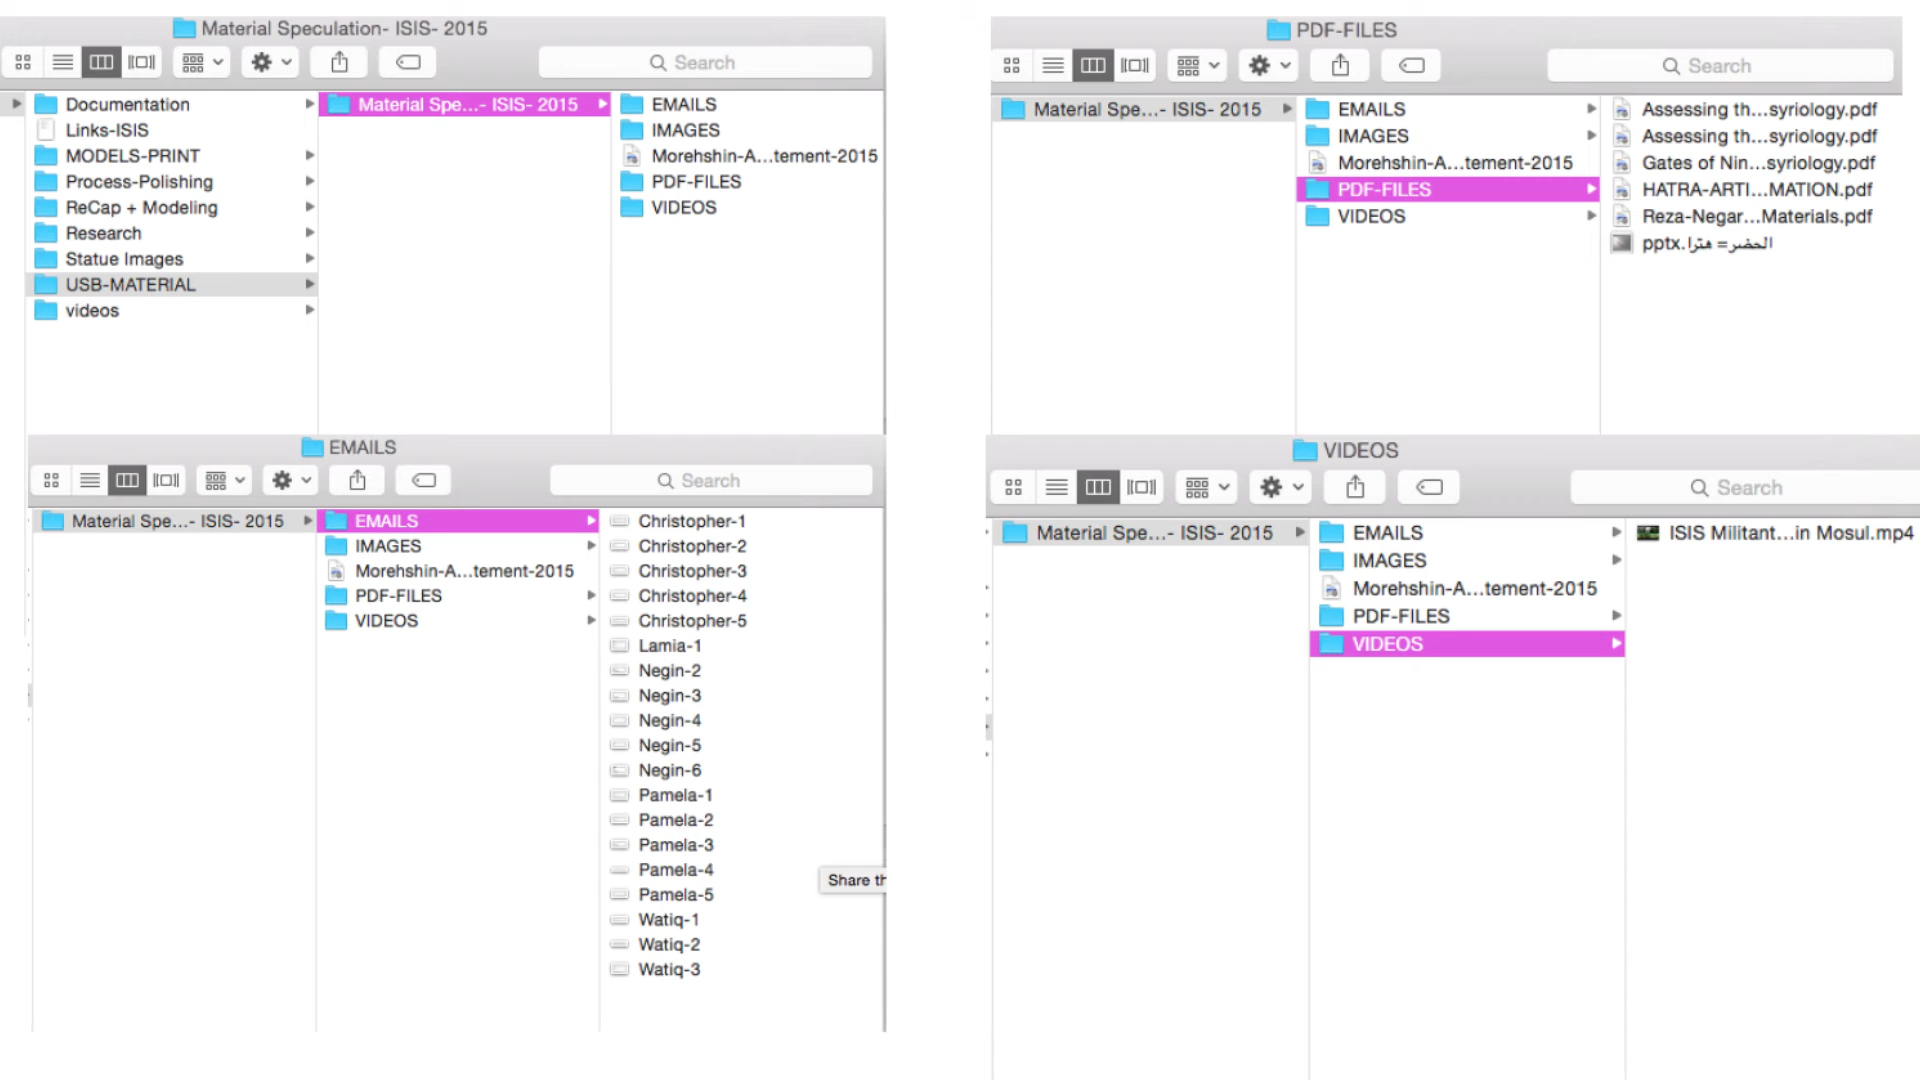 Material Speculation- ISIS- 2015
Search
Documentation
Links-ISIS
MODELS-PRINT
Process-Polishing
ReCap + Modeling
Research
Statue Images
USB-MATERIAL
videos
Material Spe...- ISIS- 2015
EMAILS
IMAGES
Morehshin-A...tement-2015
PDF-FILES
VIDEOS
PDF-FILES
Search
Material Spe...- ISIS- 2015
EMAILS
IMAGES
Morehshin-A...tement-2015
PDF-FILES
VIDEOS
Assessing th...syriology.pdf
Assessing th...syriology.pdf
Gates of Nin...syriology.pdf
HATRA-ARTI...MATION.pdf
Reza-Negar...Materials.pdf
الحضر= هترا.pptx
EMAILS
Search
Material Spe...- ISIS- 2015
EMAILS
IMAGES
Morehshin-A...tement-2015
PDF-FILES
VIDEOS
Christopher-1
Christopher-2
Christopher-3
Christopher-4
Christopher-5
Lamia-1
Negin-2
Negin-3
Negin-4
Negin-5
Negin-6
Pamela-1
Pamela-2
Pamela-3
Pamela-4
Pamela-5
Watiq-1
Watiq-2
Watiq-3
Share th
VIDEOS
Search
Material Spe...- ISIS- 2015
EMAILS
IMAGES
Morehshin-A...tement-2015
PDF-FILES
VIDEOS
ISIS Militant...in Mosul.mp4